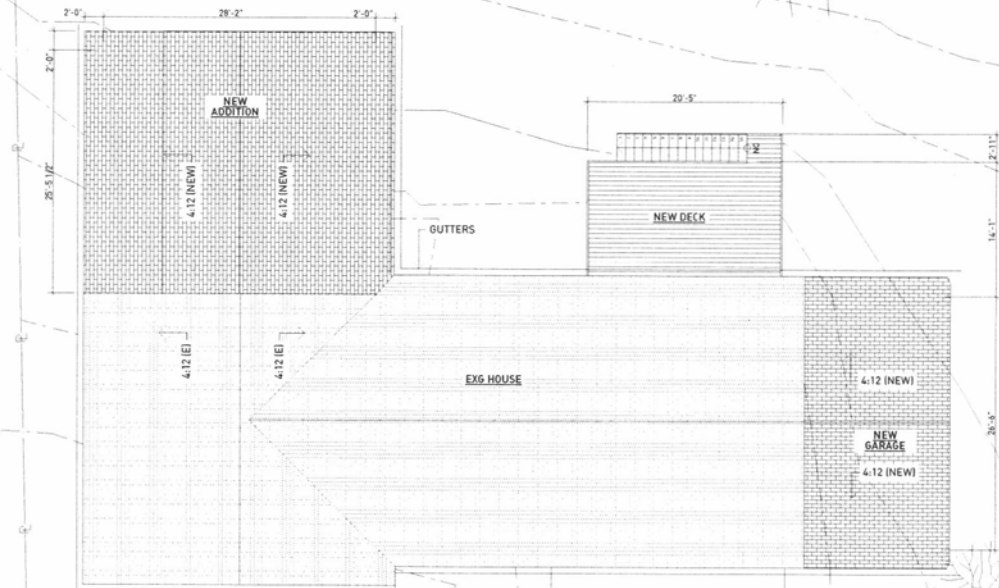 2'-0"
28'-2"
2'-0"
2'-0"
25'-5 1/2"
NEW
ADDITION
4:12 (NEW)
4:12 (NEW)
GUTTERS
20'-5"
DN
NEW DECK
2'-11"
14'-1"
26'-6"
4:12 (E)
4:12 (E)
EXG HOUSE
4:12 (NEW)
NEW
GARAGE
4:12 (NEW)